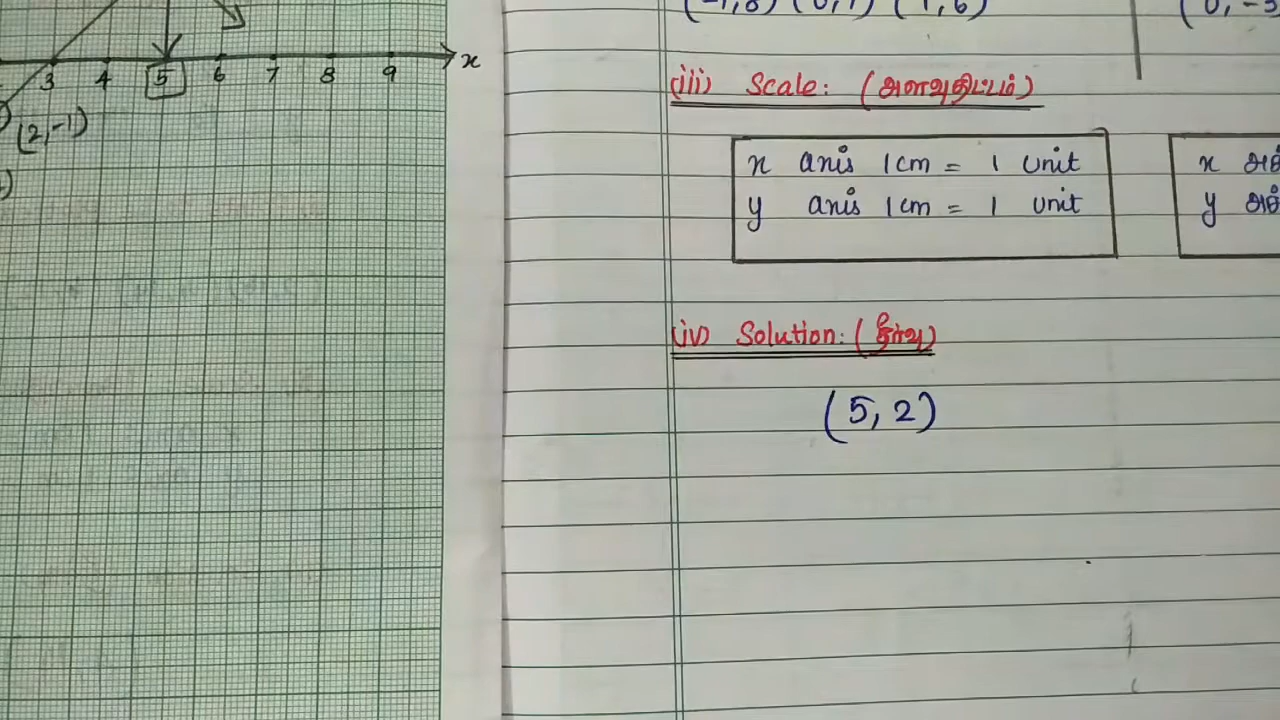 3 4 5 6 7 8 9 x
(2,-1)
(iii) Scale: (அளவுதிட்டம்)
x axis 1cm = 1 unit
y axis 1cm = 1 unit
x
y
(iv) Solution: (தீர்வு)
(5, 2)